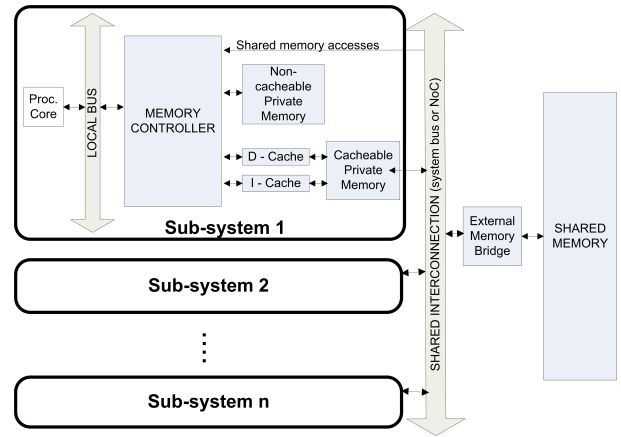 Shared memory accesses
Proc.
Core
LOCAL BUS
MEMORY
CONTROLLER
Non-
cacheable
Private
Memory
D - Cache
I - Cache
Cacheable
Private
Memory
Sub-system 1
Sub-system 2
Sub-system n
SHARED INTERCONNECTION (system bus or NoC)
External
Memory
Bridge
SHARED
MEMORY